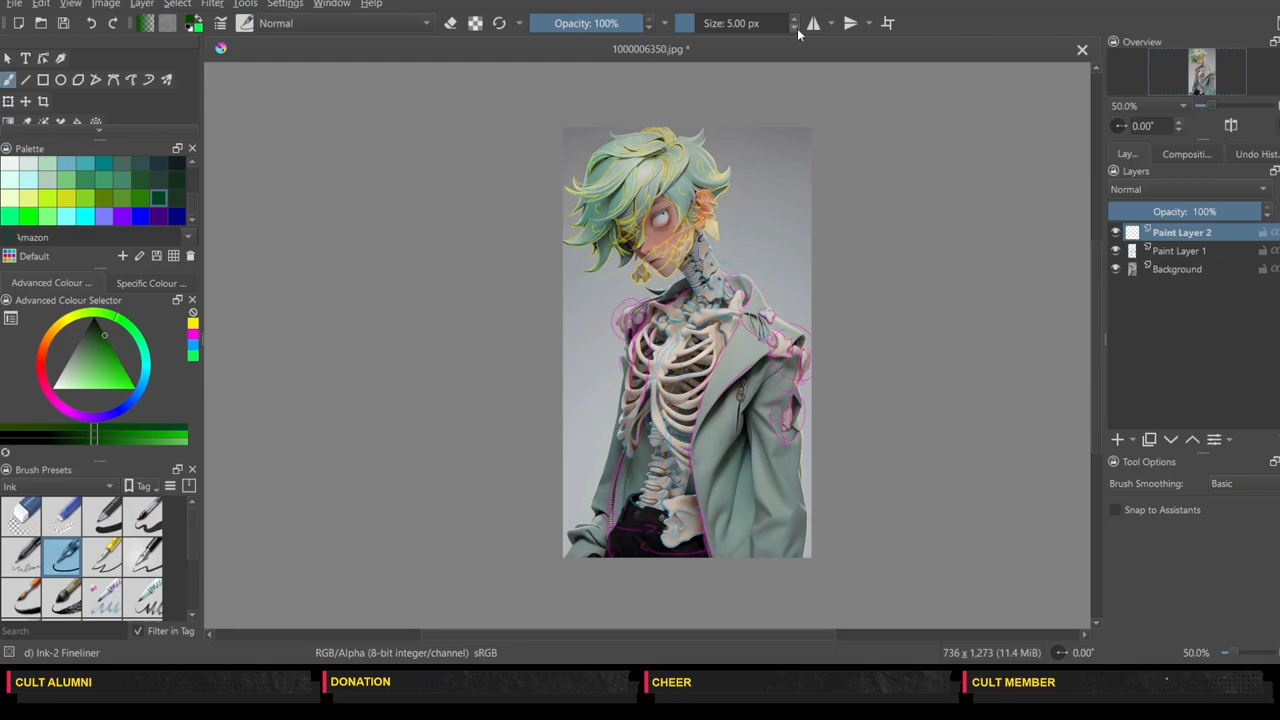 File Edit View Image Layer Select Filter Tools Settings Window Help
Normal
Opacity: 100%
Size: 5.00 px
1000006350.jpg *
Overview
50.0%
0.00°
Palette
Amazon
Default
Advanced Colour ...
Specific Colour ...
Advanced Colour Selector
Brush Presets
Ink
Tag
Search
Filter in Tag
Lay...
Compositi...
Undo Hist...
Layers
Normal
Opacity: 100%
Paint Layer 2
Paint Layer 1
Background
Tool Options
Brush Smoothing:
Basic
Snap to Assistants
d) Ink-2 Fineliner
RGB/Alpha (8-bit integer/channel) sRGB
736 x 1,273 (11.4 MiB)
0.00°
50.0%
CULT ALUMNI
DONATION
CHEER
CULT MEMBER